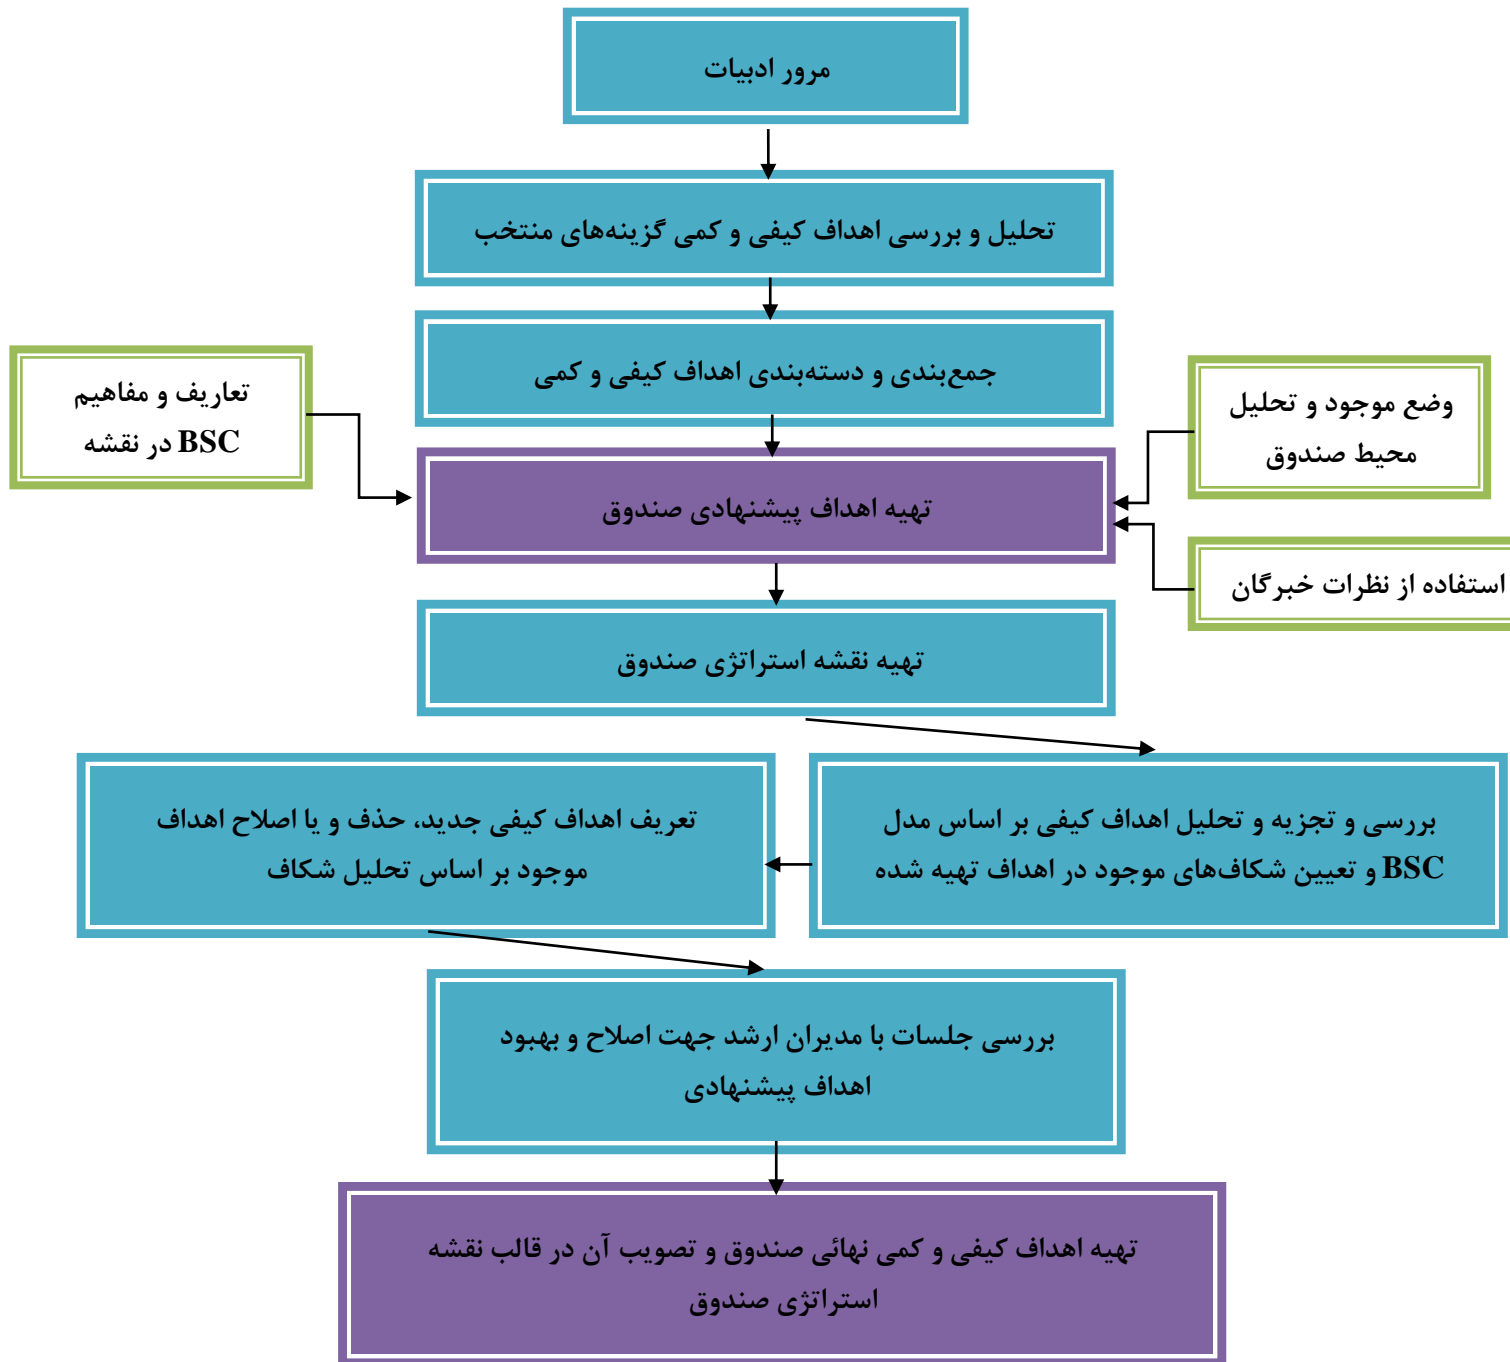 مرور ادبیات
تحلیل و بررسی اهداف کیفی و کمی گزینه‌های منتخب
جمع‌بندی و دسته‌بندی اهداف کیفی و کمی
تعاریف و مفاهیم
BSC در نقشه
وضع موجود و تحلیل
محیط صندوق
تهیه اهداف پیشنهادی صندوق
استفاده از نظرات خبرگان
تهیه نقشه استراتژی صندوق
بررسی و تجزیه و تحلیل اهداف کیفی بر اساس مدل
BSC و تعیین شکاف‌های موجود در اهداف تهیه شده
تعریف اهداف کیفی جدید، حذف و یا اصلاح اهداف
موجود بر اساس تحلیل شکاف
بررسی جلسات با مدیران ارشد جهت اصلاح و بهبود
اهداف پیشنهادی
تهیه اهداف کیفی و کمی نهائی صندوق و تصویب آن در قالب نقشه
استراتژی صندوق